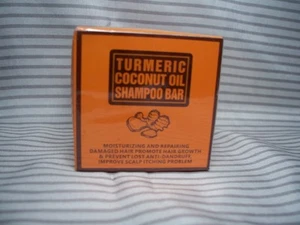 TURMERIC
COCONUT OIL
SHAMPOO BAR
MOISTURIZING AND REPAIRING
DAMAGED HAIR PROMOTES HAIR GROWTH
& PREVENT LOSS ANTI-DANDRUFF
IMPROVE SCALP ITCHING PROBLEM